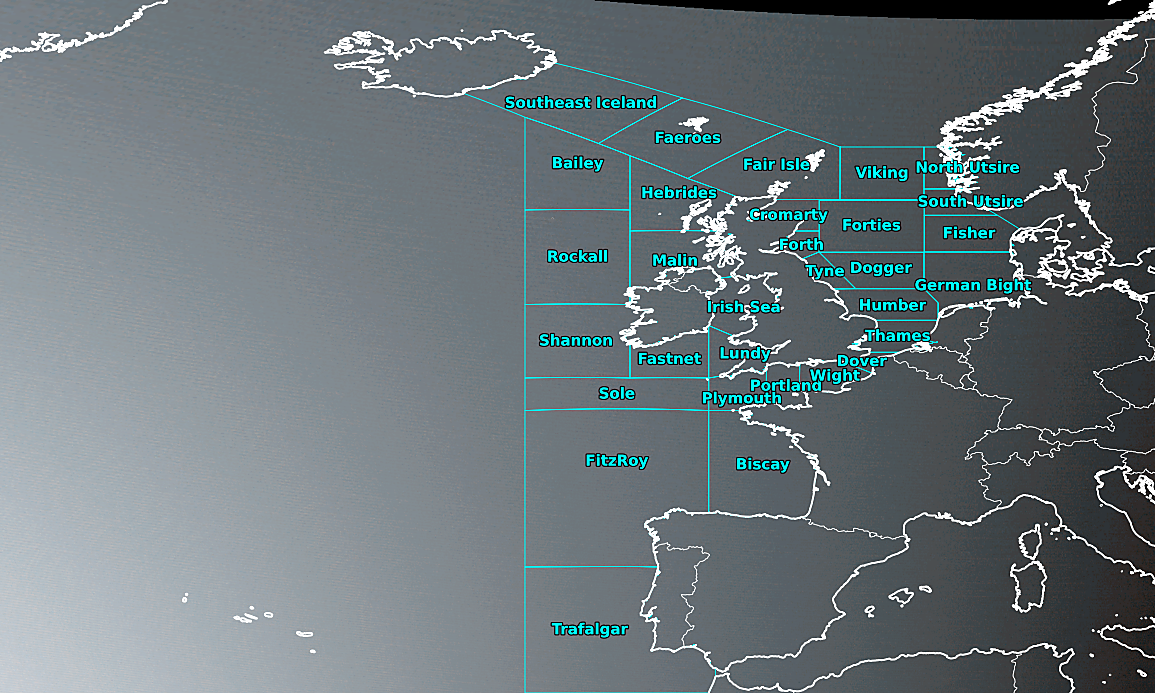 Southeast Iceland
Faeroes
Bailey
Fair Isle
Viking
North Utsire
Hebrides
South Utsire
Cromarty
Forties
Fisher
Forth
Rockall
Malin
Tyne
Dogger
German Bight
Irish Sea
Humber
Thames
Shannon
Fastnet
Lundy
Dover
Wight
Portland
Sole
Plymouth
FitzRoy
Biscay
Trafalgar